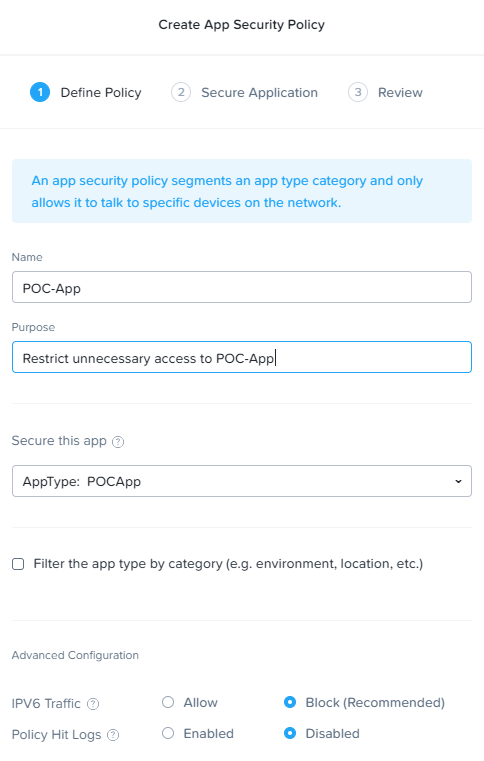 Create App Security Policy
1 Define Policy 2 Secure Application 3 Review
An app security policy segments an app type category and only
allows it to talk to specific devices on the network.
Name
POC-App
Purpose
Restrict unnecessary access to POC-App
Secure this app ?
AppType: POCApp
Filter the app type by category (e.g. environment, location, etc.)
Advanced Configuration
IPV6 Traffic ? Allow Block (Recommended)
Policy Hit Logs ? Enabled Disabled